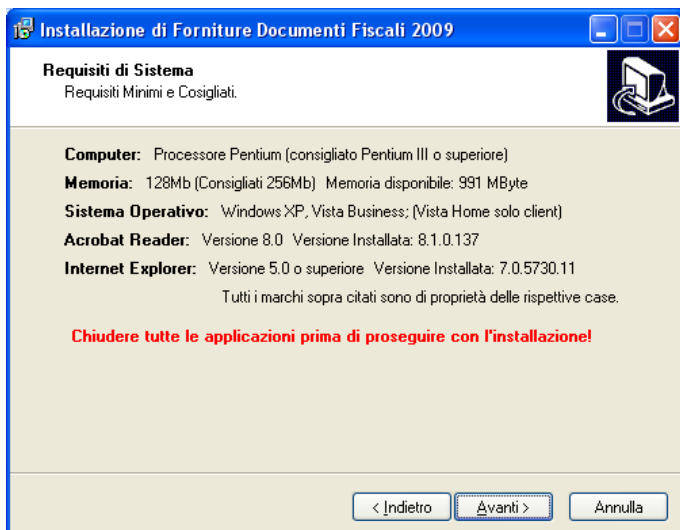 Installazione di Forniture Documenti Fiscali 2009
Requisiti di Sistema
Requisiti Minimi e Cosigliati.
Computer: Processore Pentium (consigliato Pentium III o superiore)
Memoria: 128Mb (Consigliati 256Mb) Memoria disponibile: 991 MByte
Sistema Operativo: Windows XP, Vista Business; (Vista Home solo client)
Acrobat Reader: Versione 8.0 Versione Installata: 8.1.0.137
Internet Explorer: Versione 5.0 o superiore Versione Installata: 7.0.5730.11
Tutti i marchi sopra citati sono di proprietà delle rispettive case.
Chiudere tutte le applicazioni prima di proseguire con l'installazione!
< Indietro Avanti > Annulla